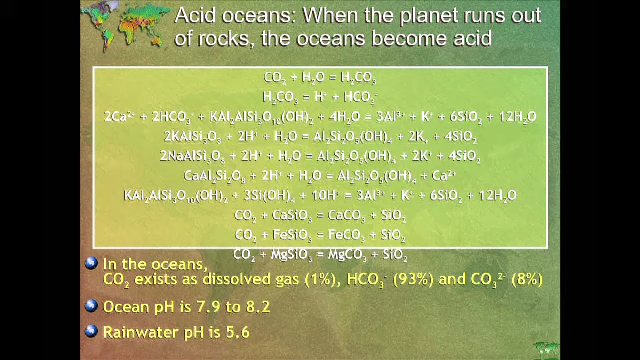 Acid oceans: When the planet runs out
of rocks, the oceans become acid
CO₂ + H₂O = H₂CO₃
H₂CO₃ = H⁺ + HCO₃⁻
2Ca²⁺ + 2HCO₃⁻ + KAl₂AlSi₃O₁₀(OH)₂ + 4H₂O = 3Al³⁺ + K⁺ + 6SiO₂ + 12H₂O
2KAlSi₃O₈ + 2H⁺ + H₂O = Al₂Si₂O₅(OH)₄ + 2K⁺ + 4SiO₂
2NaAlSi₃O₈ + 2H⁺ + H₂O = Al₂Si₂O₅(OH)₄ + 2K⁺ + 4SiO₂
CaAl₂Si₂O₈ + 2H⁺ + H₂O = Al₂Si₂O₅(OH)₄ + Ca²⁺
KAl₂AlSi₃O₁₀(OH)₂ + 3Si(OH)₄ + 10H⁺ = 3Al³⁺ + K⁺ + 6SiO₂ + 12H₂O
CO₂ + CaSiO₃ = CaCO₃ + SiO₂
CO₂ + FeSiO₃ = FeCO₃ + SiO₂
CO₂ + MgSiO₃ = MgCO₃ + SiO₂
In the oceans,
CO₂ exists as dissolved gas (1%), HCO₃⁻ (93%) and CO₃²⁻ (8%)
Ocean pH is 7.9 to 8.2
Rainwater pH is 5.6